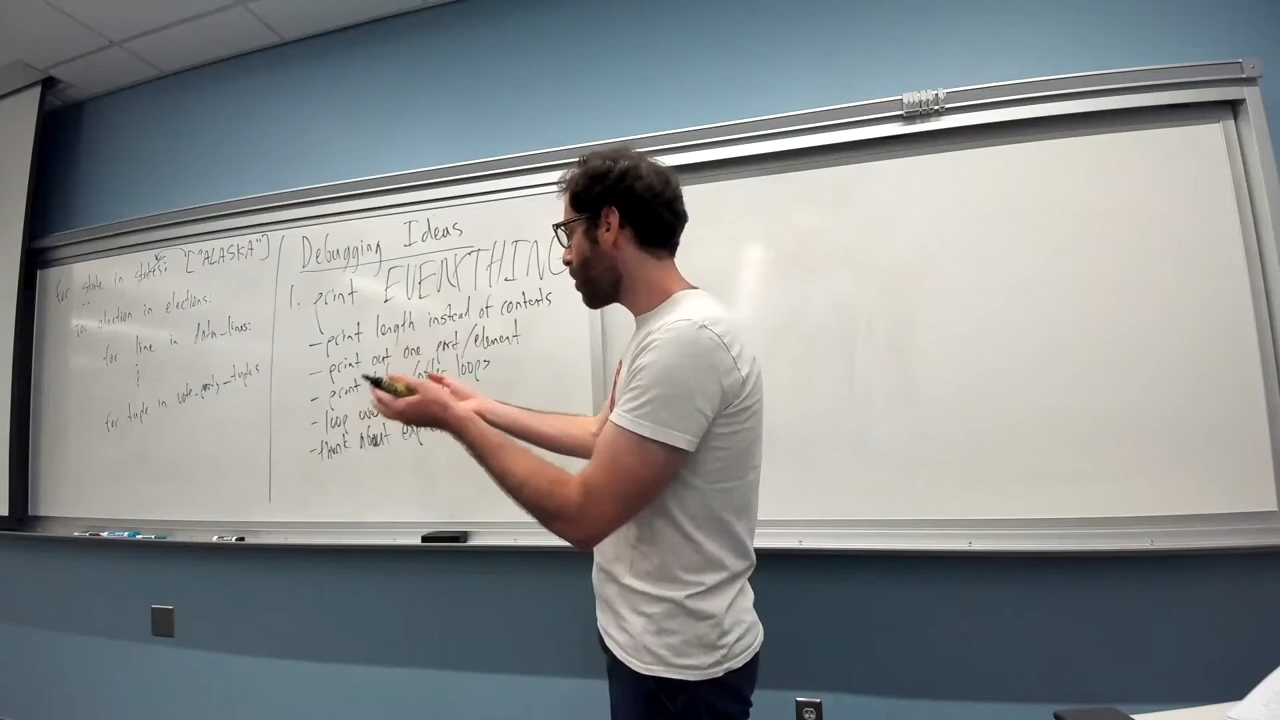 for state in states: ["ALASKA"]
for election in elections:
for line in data_lines:
for tuple in vote_party_tuples
Debugging Ideas
1. print EVERYTHING
- print length instead of contents
- print out one part/element
- print loops
- loop
- think about